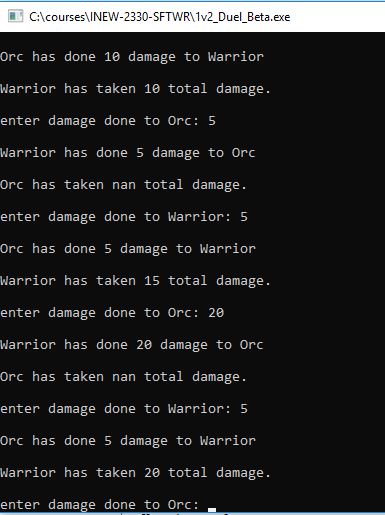 C:\courses\INEW-2330-SFTWR\1v2_Duel_Beta.exe
Orc has done 10 damage to Warrior
Warrior has taken 10 total damage.
enter damage done to Orc: 5
Warrior has done 5 damage to Orc
Orc has taken nan total damage.
enter damage done to Warrior: 5
Orc has done 5 damage to Warrior
Warrior has taken 15 total damage.
enter damage done to Orc: 20
Warrior has done 20 damage to Orc
Orc has taken nan total damage.
enter damage done to Warrior: 5
Orc has done 5 damage to Warrior
Warrior has taken 20 total damage.
enter damage done to Orc: